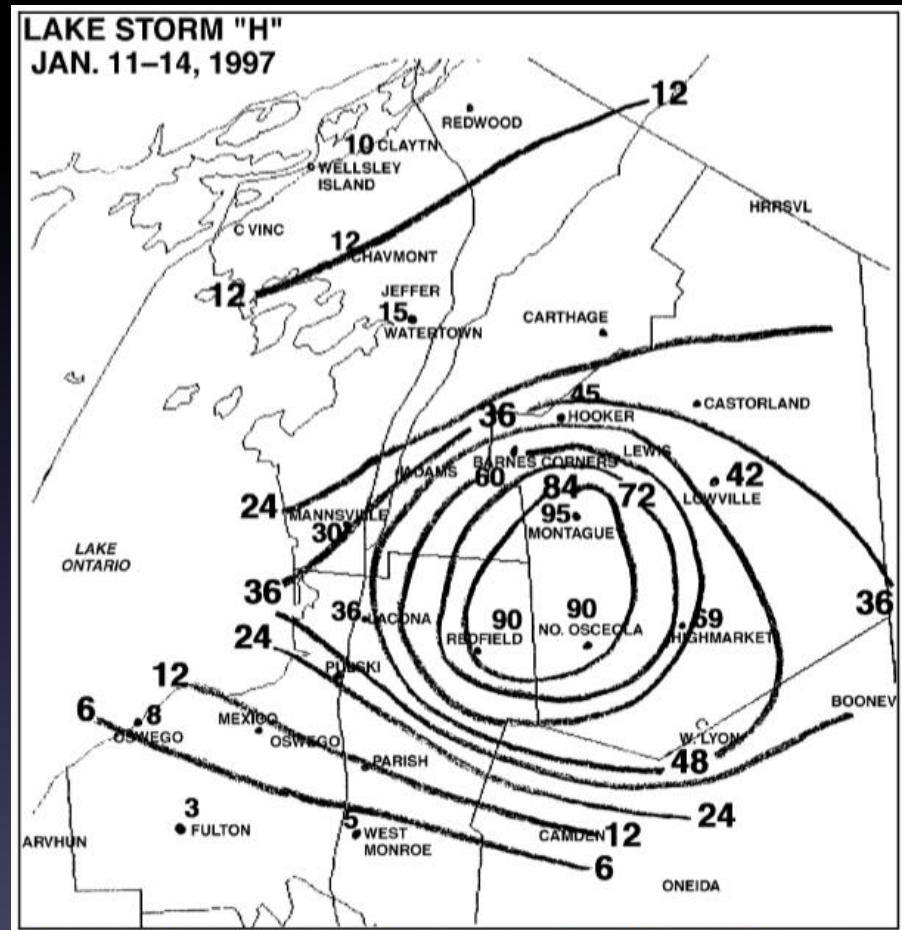 LAKE STORM "H"
JAN. 11–14, 1997
12
REDWOOD
10 CLAYTN
WELLSLEY
ISLAND
HRRSVL
C VINC
12
CHAVMONT
12
JEFFER
15
WATERTOWN
CARTHAGE
45
CASTORLAND
36
HOOKER
LEWIS
ADAMS
BARNES CORNERS
60
42
LOWVILLE
84
72
24
MANNSVILLE
95
30
MONTAGUE
LAKE
ONTARIO
36
36
36
LACONA
90
90
69
REDFIELD
NO. OSCEOLA
HIGHMARKET
24
PULSKI
12
6
8
OSWEGO
MEXICO
OSWEGO
BOONEV
W. LYON
48
PARISH
3
FULTON
5
WEST
MONROE
24
CAMDEN
12
6
ARVHUN
ONEIDA